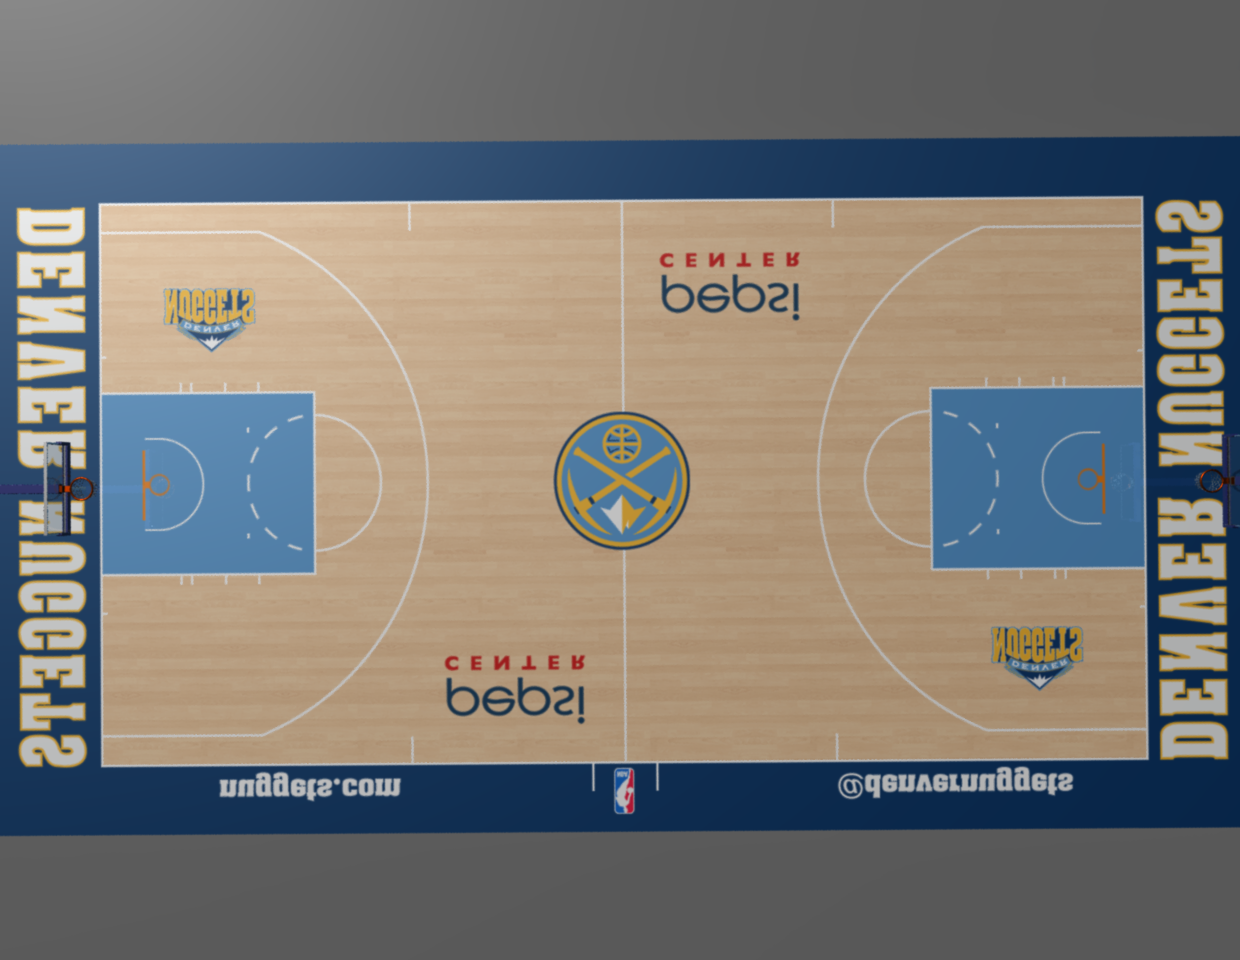 DENVER NUGGETS
NUGGETS
DENVER
CENTER
pepsi
DENVER NUGGETS
CENTER
pepsi
NUGGETS
DENVER
nuggets.com
@denvernuggets